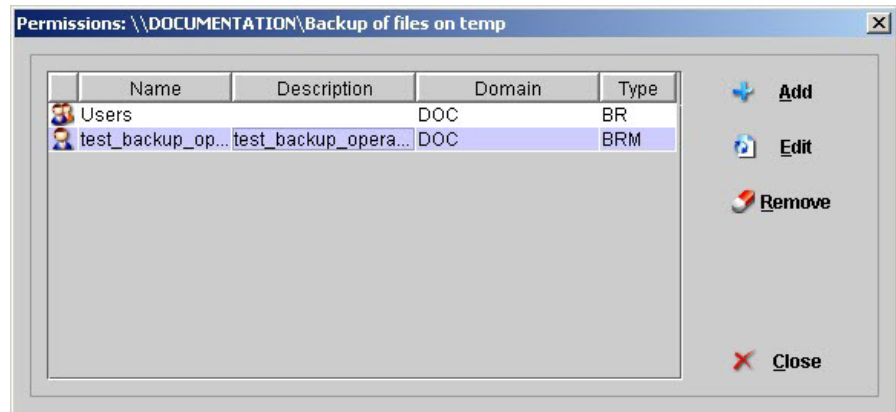 Permissions: \\DOCUMENTATION\Backup of files on temp
Name Description Domain Type
Users DOC BR
test_backup_op... test_backup_opera... DOC BRM
Add
Edit
Remove
Close